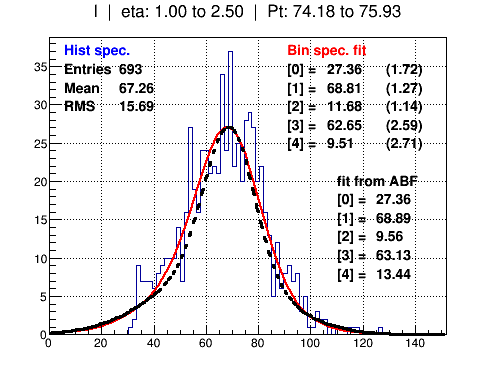 I | eta: 1.00 to 2.50 | Pt: 74.18 to 75.93
Hist spec.
Entries 693
Mean 67.26
RMS 15.69
Bin spec. fit
[0] = 27.36 (1.72)
[1] = 68.81 (1.27)
[2] = 11.68 (1.14)
[3] = 62.65 (2.59)
[4] = 9.51 (2.71)
fit from ABF
[0] = 27.36
[1] = 68.89
[2] = 9.56
[3] = 63.13
[4] = 13.44
35
30
25
20
15
10
5
0
0 20 40 60 80 100 120 140